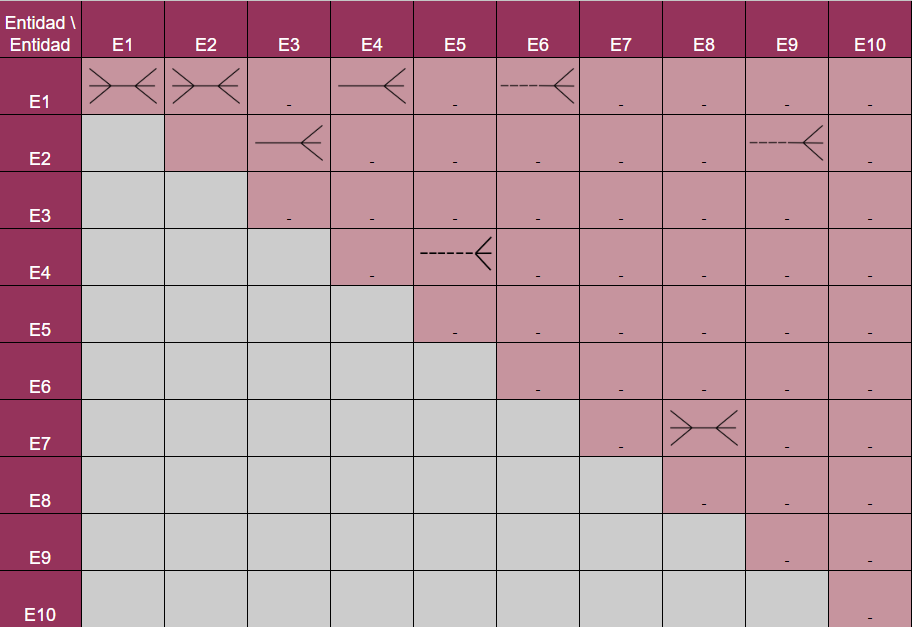 Entidad \
Entidad E1 E2 E3 E4 E5 E6 E7 E8 E9 E10
E1 - - - - - -
E2 - - - - - -
E3 - - - - - - - -
E4 - - - - - -
E5 - - - - - -
E6 - - - - -
E7 - - -
E8 - - -
E9 - -
E10 -